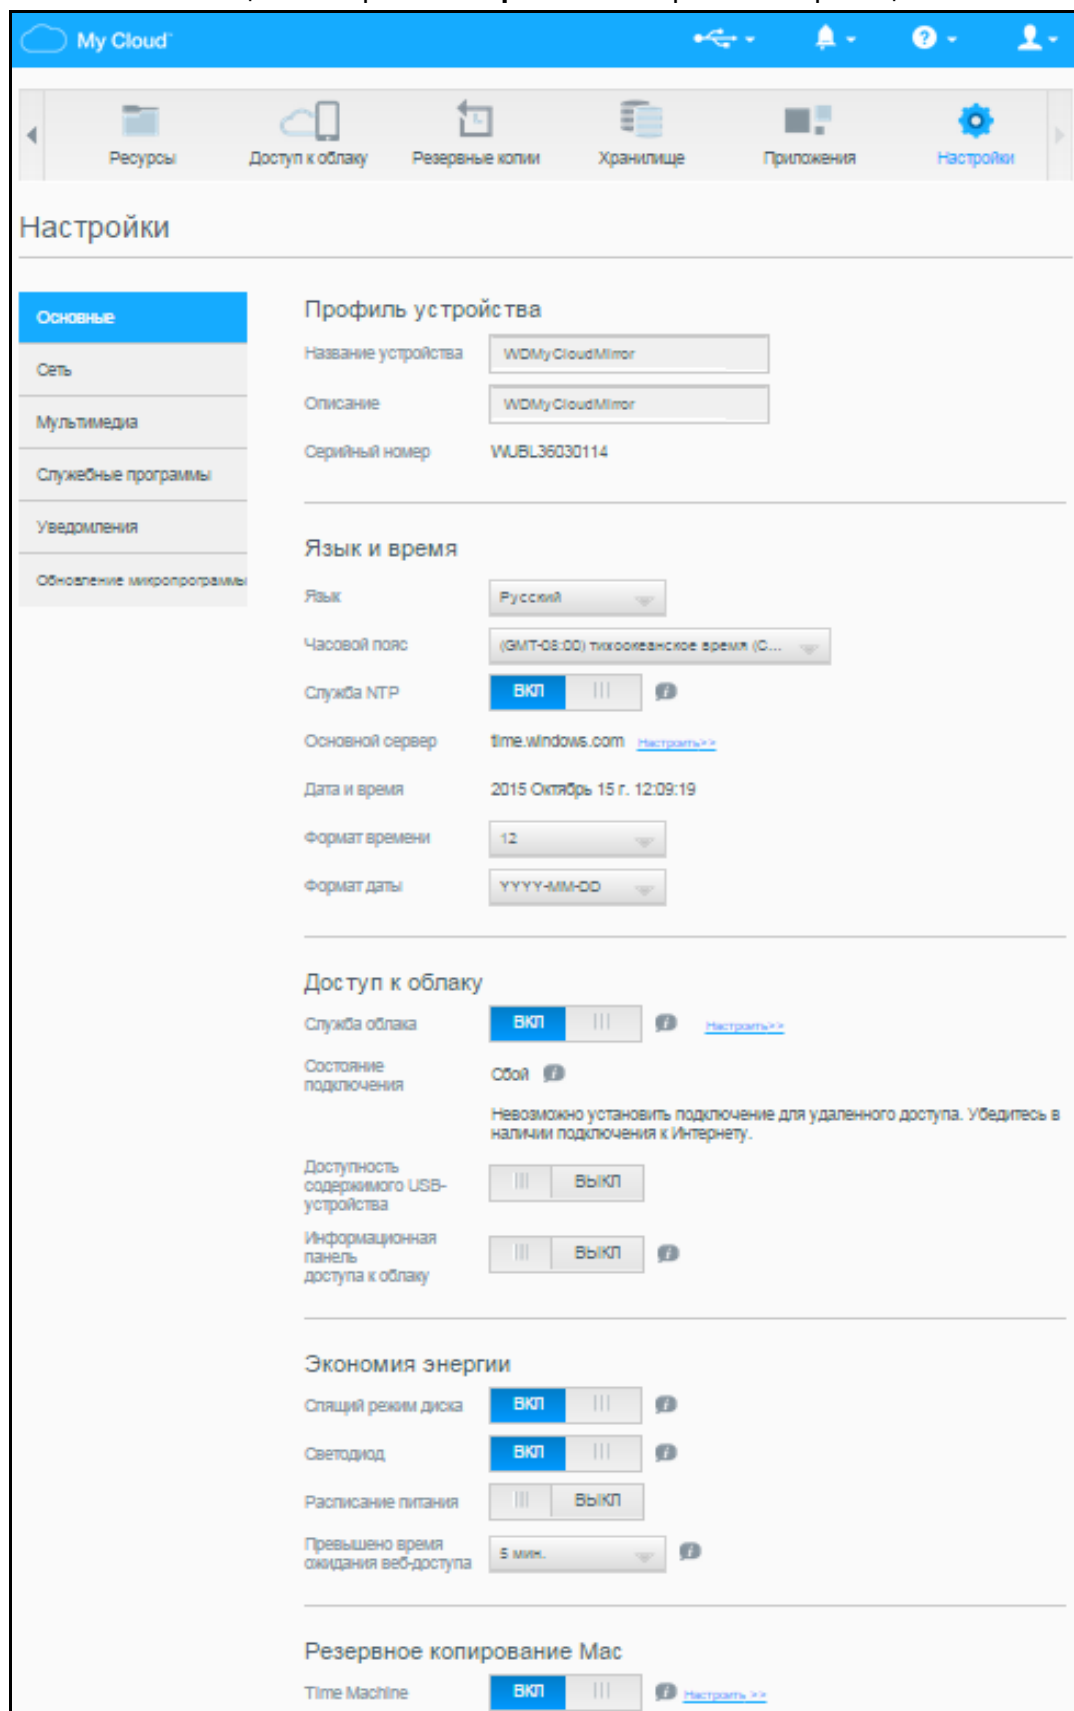 My Cloud
Ресурсы Доступ к облаку Резервные копии Хранилище Приложения Настройки
Настройки
Основные
Сеть
Мультимедиа
Служебные программы
Уведомления
Обновление микропрограммы
Профиль устройства
Название устройства WDMyCloudMirror
Описание WDMyCloudMirror
Серийный номер WUBL36030114
Язык и время
Язык Русский
Часовой пояс (GMT-08:00) тихоокеанское время (С...
Служба NTP ВКЛ
Основной сервер time.windows.com Настроить>>
Дата и время 2015 Октябрь 15 г. 12:09:19
Формат времени 12
Формат даты YYYY-MM-DD
Доступ к облаку
Служба облака ВКЛ Настроить>>
Состояние
подключения Сбой
Невозможно установить подключение для удаленного доступа. Убедитесь в
наличии подключения к Интернету.
Доступность
содержимого USB-
устройства ВЫКЛ
Информационная
панель
доступа к облаку ВЫКЛ
Экономия энергии
Спящий режим диска ВКЛ
Светодиод ВКЛ
Расписание питания ВЫКЛ
Превышено время
ожидания веб-доступа 5 мин.
Резервное копирование Mac
Time Machine ВКЛ Настроить >>